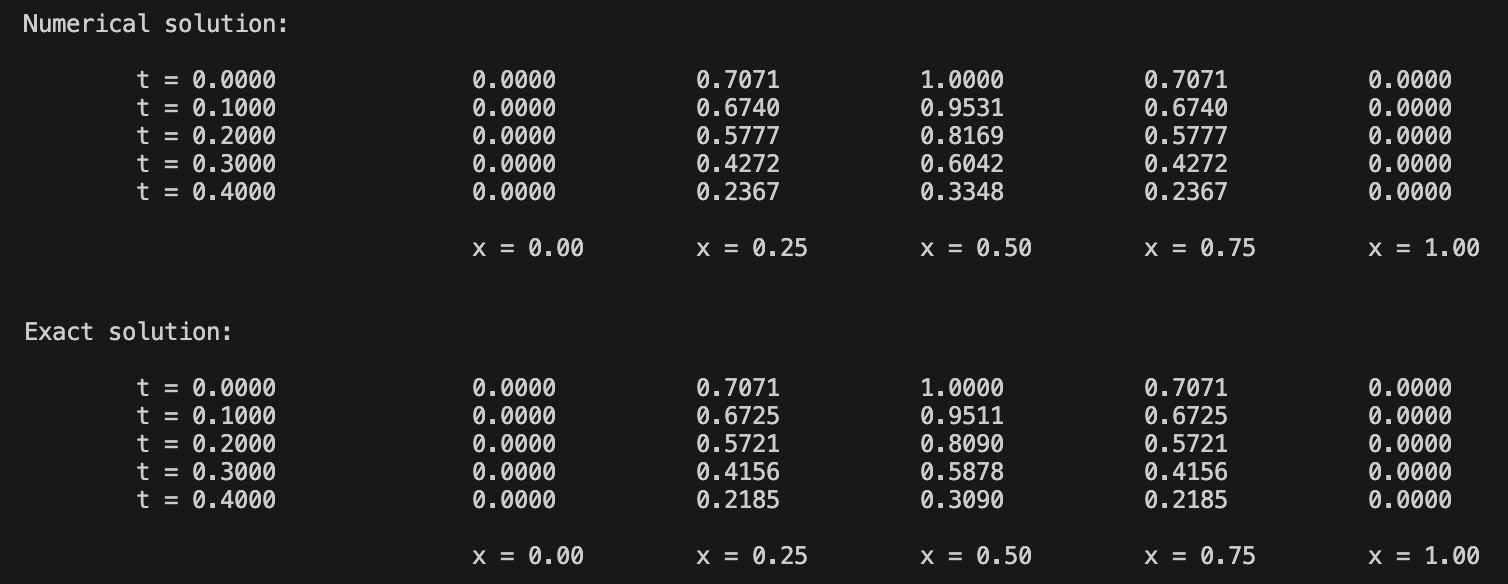 Numerical solution:
t = 0.0000 0.0000 0.7071 1.0000 0.7071 0.0000
t = 0.1000 0.0000 0.6740 0.9531 0.6740 0.0000
t = 0.2000 0.0000 0.5777 0.8169 0.5777 0.0000
t = 0.3000 0.0000 0.4272 0.6042 0.4272 0.0000
t = 0.4000 0.0000 0.2367 0.3348 0.2367 0.0000
x = 0.00 x = 0.25 x = 0.50 x = 0.75 x = 1.00
Exact solution:
t = 0.0000 0.0000 0.7071 1.0000 0.7071 0.0000
t = 0.1000 0.0000 0.6725 0.9511 0.6725 0.0000
t = 0.2000 0.0000 0.5721 0.8090 0.5721 0.0000
t = 0.3000 0.0000 0.4156 0.5878 0.4156 0.0000
t = 0.4000 0.0000 0.2185 0.3090 0.2185 0.0000
x = 0.00 x = 0.25 x = 0.50 x = 0.75 x = 1.00